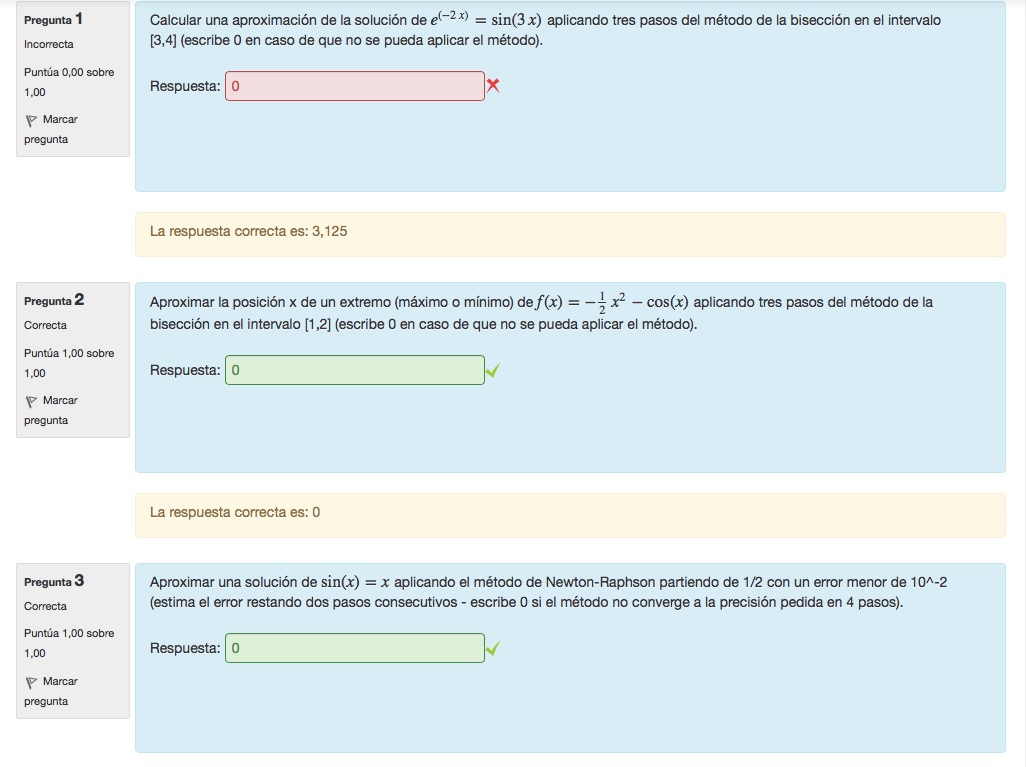 Pregunta 1
Incorrecta
Puntúa 0,00 sobre
1,00
Marcar
pregunta
Calcular una aproximación de la solución de e^(−2 x) = sin(3 x) aplicando tres pasos del método de la bisección en el intervalo
[3,4] (escribe 0 en caso de que no se pueda aplicar el método).
Respuesta: 0
La respuesta correcta es: 3,125
Pregunta 2
Correcta
Puntúa 1,00 sobre
1,00
Marcar
pregunta
Aproximar la posición x de un extremo (máximo o mínimo) de f(x) = −1/2 x² − cos(x) aplicando tres pasos del método de la
bisección en el intervalo [1,2] (escribe 0 en caso de que no se pueda aplicar el método).
Respuesta: 0
La respuesta correcta es: 0
Pregunta 3
Correcta
Puntúa 1,00 sobre
1,00
Marcar
pregunta
Aproximar una solución de sin(x) = x aplicando el método de Newton-Raphson partiendo de 1/2 con un error menor de 10^-2
(estima el error restando dos pasos consecutivos - escribe 0 si el método no converge a la precisión pedida en 4 pasos).
Respuesta: 0